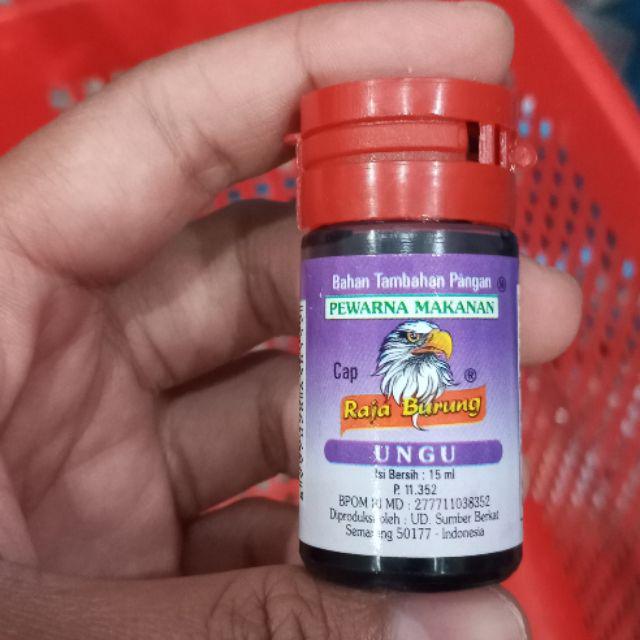 Bahan Tambahan Pangan
PEWARNA MAKANAN
Cap
®
Raja Burung
UNGU
Isi Bersih : 15 ml
P. 11.352
BPOM RI MD : 277711038352
Diproduksi oleh : UD. Sumber Berkat
Semarang 50177 - Indonesia